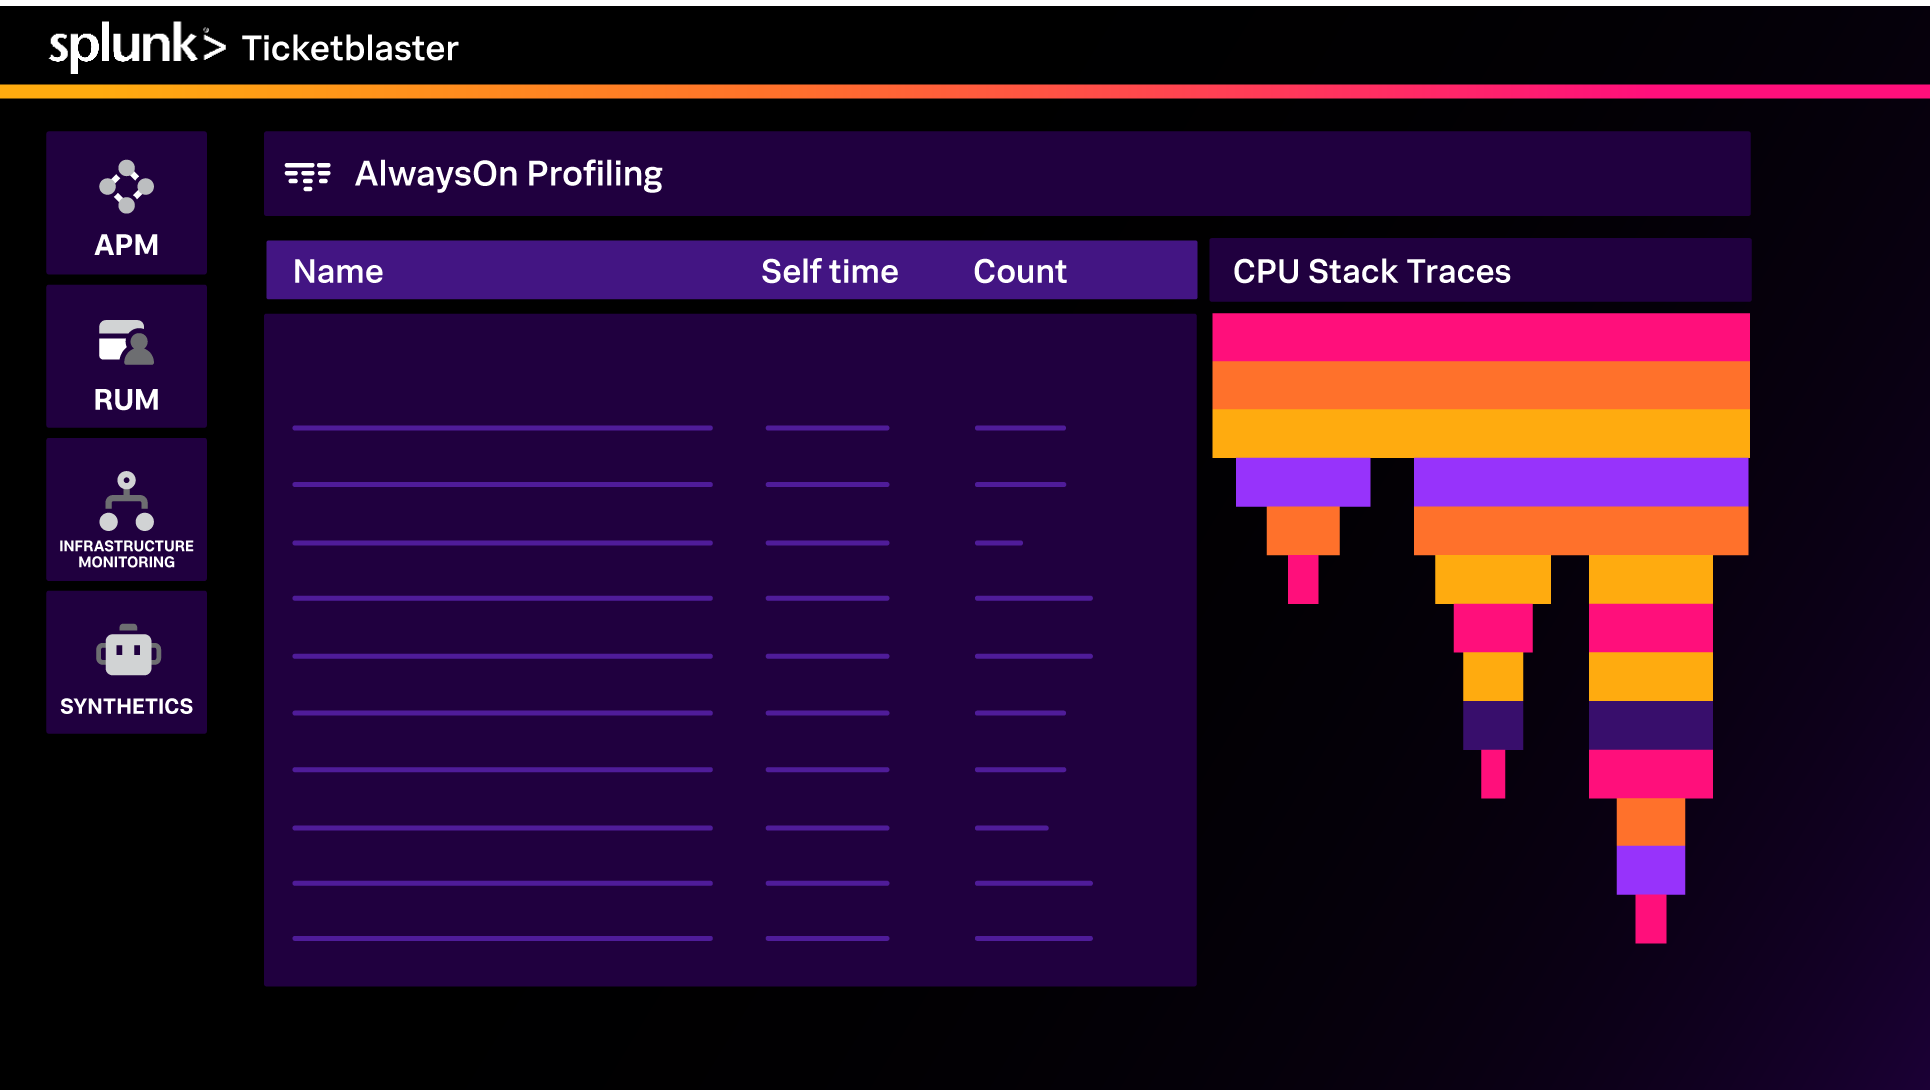 splunk> Ticketblaster
APM
RUM
INFRASTRUCTURE
MONITORING
SYNTHETICS
AlwaysOn Profiling
Name Self time Count
CPU Stack Traces